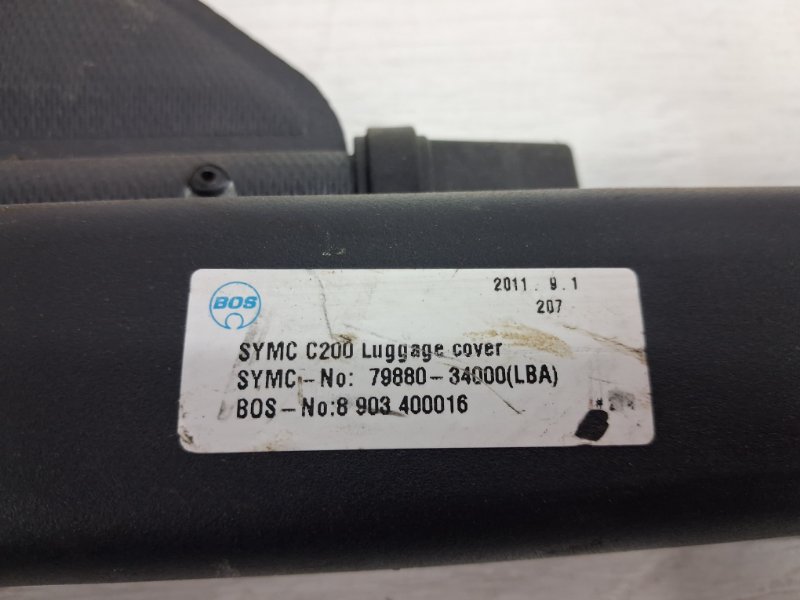 BOS
2011. 9.1
207
SYMC C200 Luggage cover
SYMC-No: 79880-34000(LBA)
BOS-No:8 903 400016